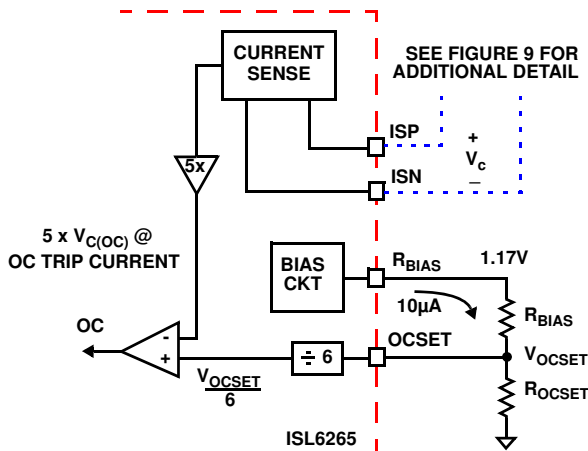 CURRENT
SENSE
SEE FIGURE 9 FOR
ADDITIONAL DETAIL
ISP
+
Vc
–
ISN
5x
5 x VC(OC) @
OC TRIP CURRENT
BIAS
CKT
RBIAS
1.17V
10µA
RBIAS
OC
-
+
VOCSET
6
÷ 6
OCSET
VOCSET
ROCSET
ISL6265